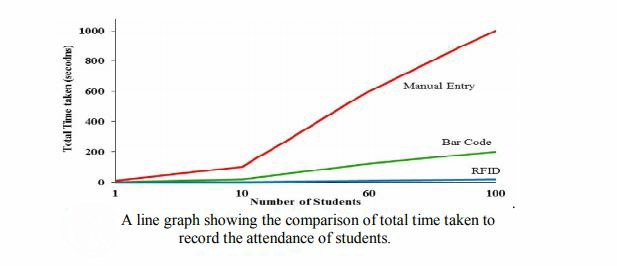 1000
800
600
400
200
0
Total Time taken (secodns)
Manual Entry
Bar Code
RFID
1 10 60 100
Number of Students
A line graph showing the comparison of total time taken to
record the attendance of students.